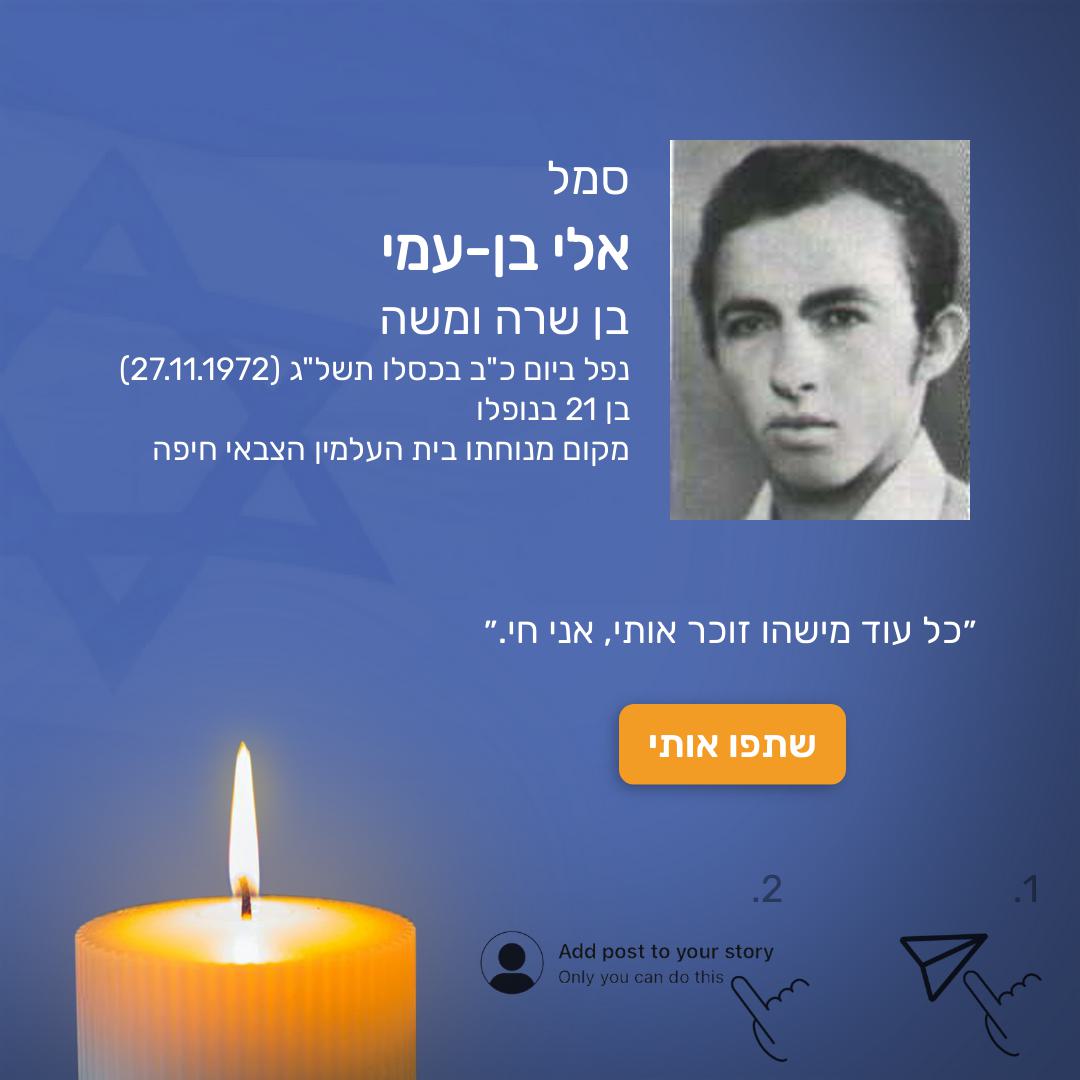 סמל
אלי בן-עמי
בן שרה ומשה
נפל ביום כ"ב בכסלו תשל"ג (27.11.1972)
בן 21 בנופלו
מקום מנוחתו בית העלמין הצבאי חיפה
״כל עוד מישהו זוכר אותי, אני חי.״
שתפו אותי
.1
.2
Add post to your story
Only you can do this